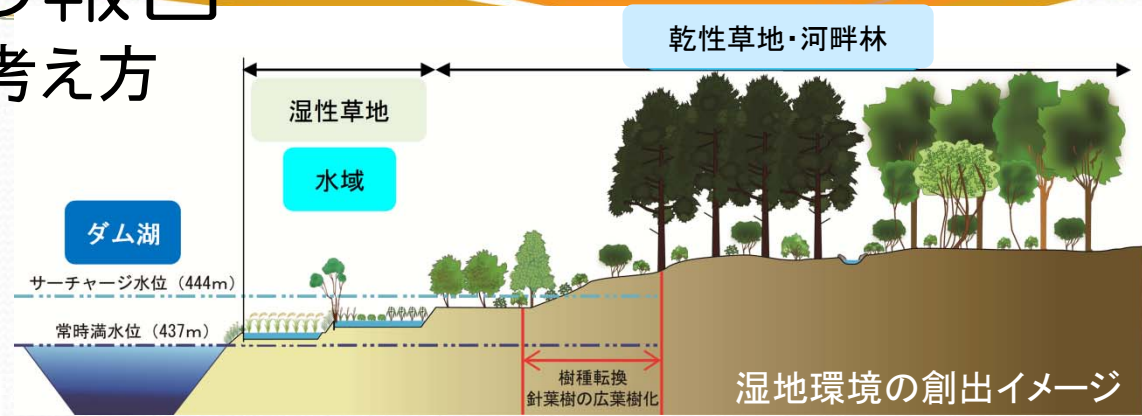 考え方
乾性草地・河畔林
湿性草地
水域
ダム湖
サーチャージ水位（444m）
常時満水位（437m）
樹種転換
針葉樹の広葉樹化
湿地環境の創出イメージ